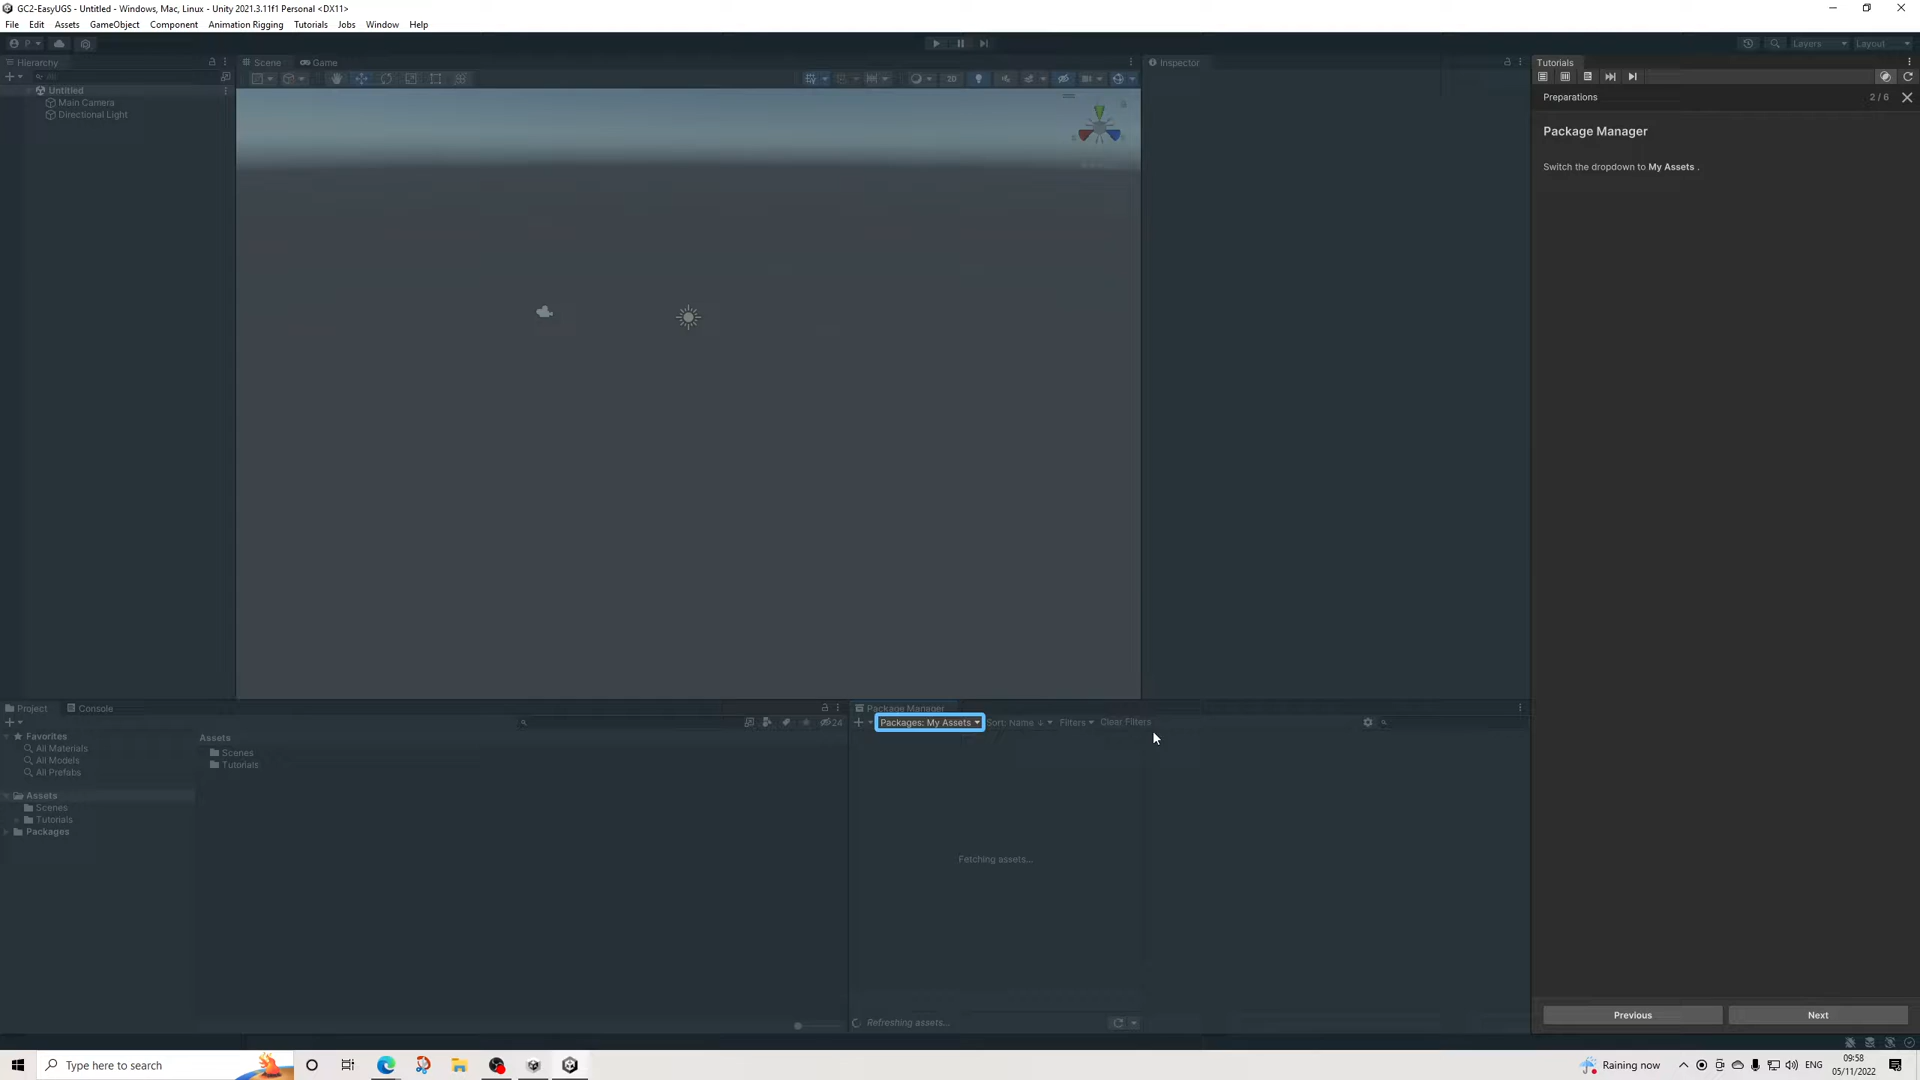 GC2-EasyUGS - Untitled - Windows, Mac, Linux - Unity 2021.3.11f1 Personal <DX11>
File Edit Assets GameObject Component Animation Rigging Tutorials Jobs Window Help
P
Layers
Layout
Hierarchy
All
Untitled
Main Camera
Directional Light
Scene
Game
2D
Inspector
Tutorials
Preparations
2 / 6
Package Manager
Switch the dropdown to My Assets .
Project
Console
24
Favorites
All Materials
All Models
All Prefabs
Assets
Scenes
Tutorials
Packages
Assets
Scenes
Tutorials
Package Manager
Packages: My Assets
Sort: Name ↓
Filters
Clear Filters
Fetching assets...
Refreshing assets...
Previous
Next
Type here to search
Raining now
ENG
09:58
05/11/2022